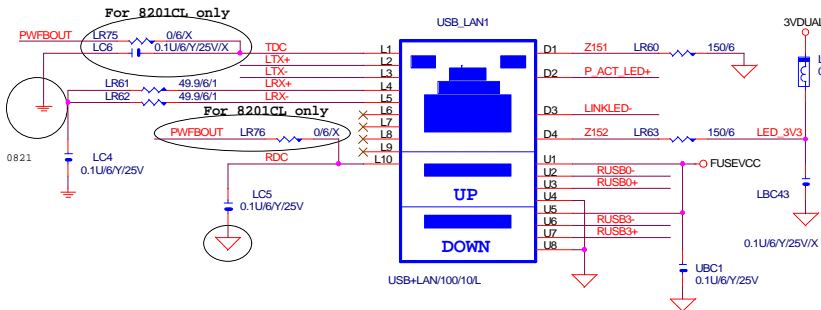 For 8201CL only
USB_LAN1
3VDUAL
PWFBOUT LR75 0/6/X
LC6 0.1U/6/Y/25V/X
TDC L1
LTX+ L2
LTX- L3
LR61 49.9/6/1 LRX+ L4
LR62 49.9/6/1 LRX- L5
For 8201CL only
L6
L7
PWFBOUT LR76 0/6/X L8
L9
RDC L10
0821
LC4
0.1U/6/Y/25V
LC5
0.1U/6/Y/25V
UP
DOWN
USB+LAN/100/10/L
D1 Z151 LR60 150/6
D2 P_ACT_LED+
D3 LINKLED-
D4 Z152 LR63 150/6 LED_3V3
U1 FUSEVCC
U2 RUSB0-
U3 RUSB0+
U4
U5
U6 RUSB3-
U7 RUSB3+
U8
LBC43
0.1U/6/Y/25V/X
UBC1
0.1U/6/Y/25V